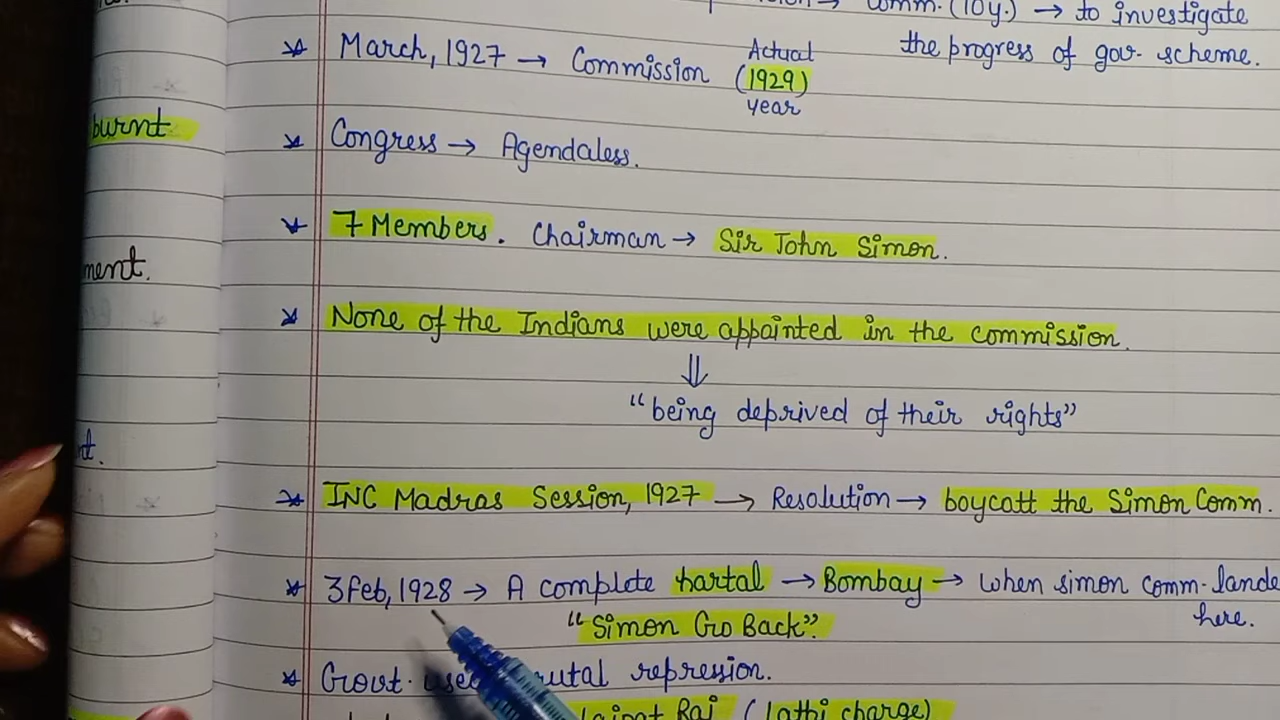 comm. (10y.) → to investigate
March, 1927 → Commission (1929) Actual year
the progress of gov. scheme.
burnt
Congress → Agendaless.
7 Members. Chairman → Sir John Simon.
ment.
None of the Indians were appointed in the commission.
⇓
"being deprived of their rights"
INC Madras Session, 1927 → Resolution → boycatt the Simon Comm.
3 Feb, 1928 → A complete hartal → Bombay → when simon comm. lande
here.
"Simon Go Back".
Govt. repression.
Rai (lathi charge)